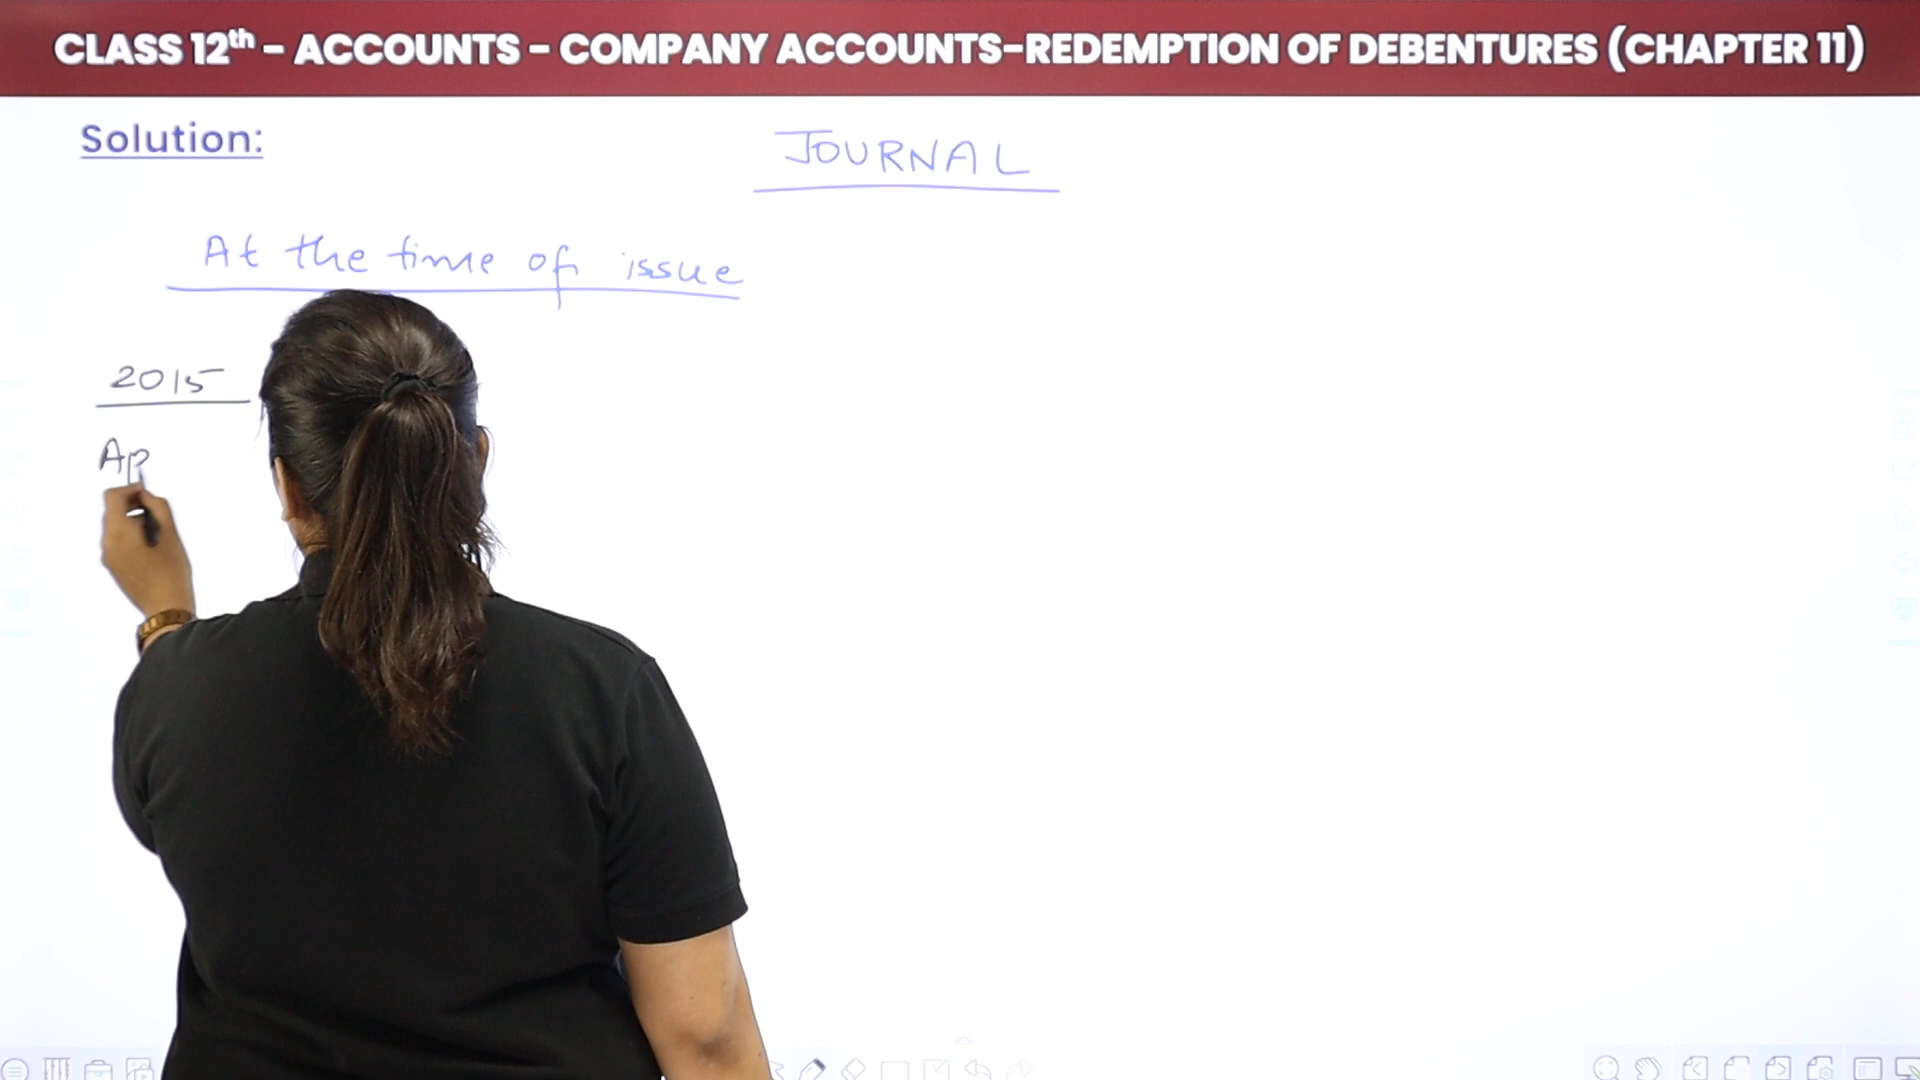 CLASS 12th - ACCOUNTS - COMPANY ACCOUNTS-REDEMPTION OF DEBENTURES (CHAPTER 11)
Solution:
JOURNAL
At the time of issue
2015
Ap